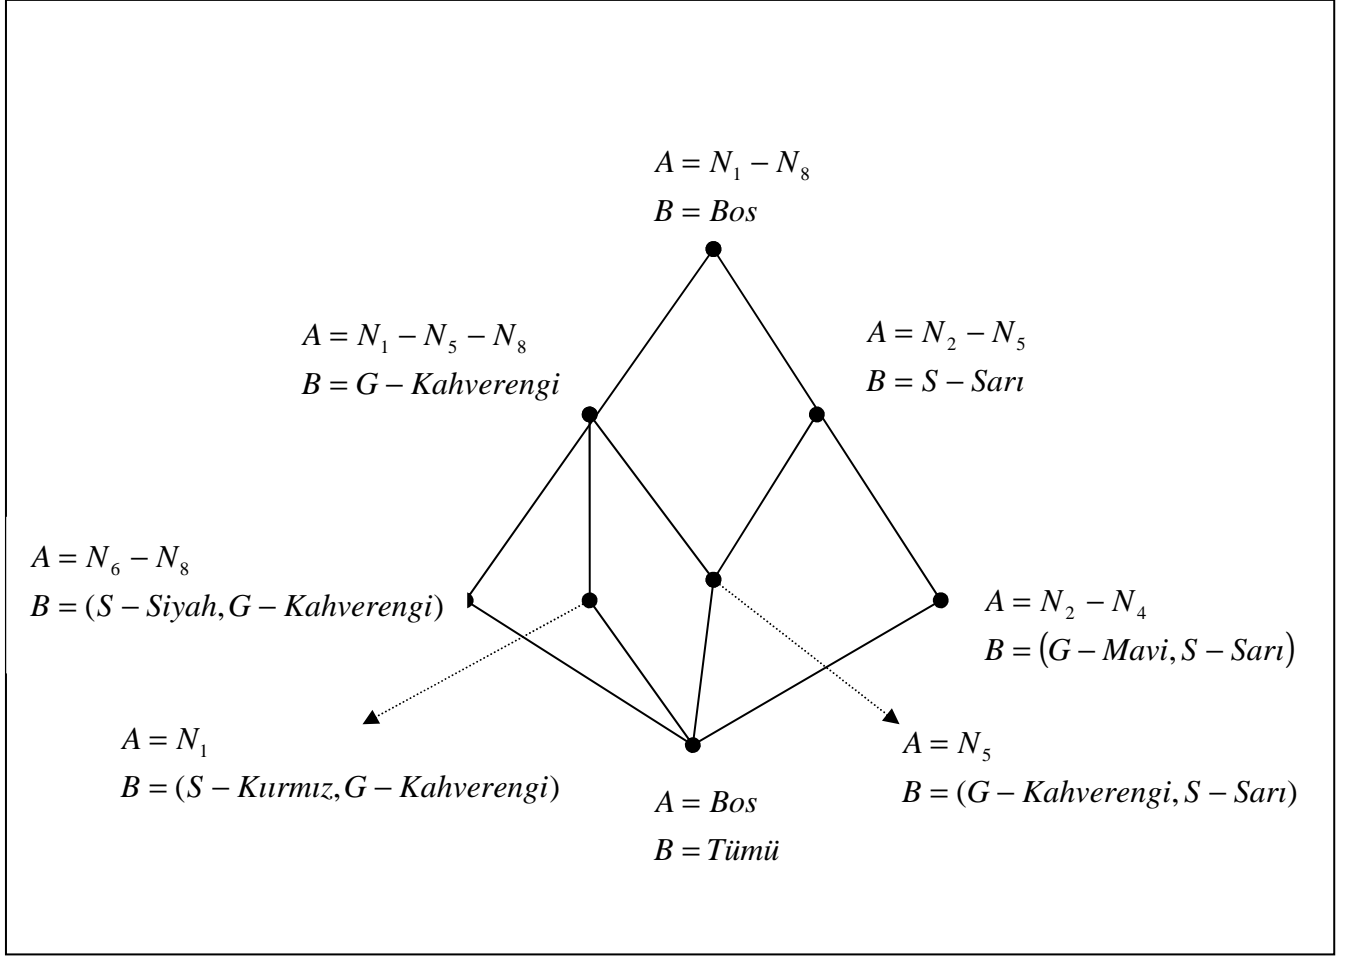 A = N₁ − N₈
B = Bos
A = N₁ − N₅ − N₈
B = G − Kahverengi
A = N₂ − N₅
B = S − Sarı
A = N₆ − N₈
B = (S − Siyah, G − Kahverengi)
A = N₂ − N₄
B = (G − Mavi, S − Sarı)
A = N₁
B = (S − Kıırmız, G − Kahverengi)
A = Bos
B = Tümü
A = N₅
B = (G − Kahverengi, S − Sarı)